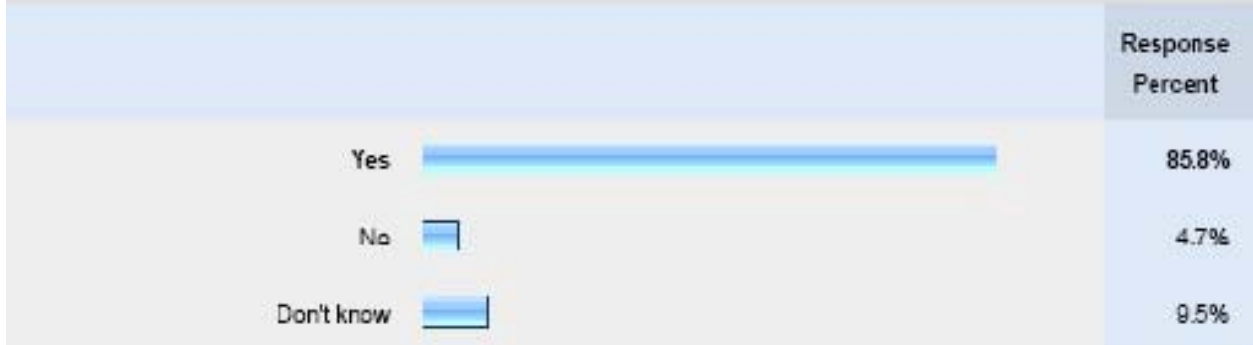 Response
Percent
Yes 85.8%
No 4.7%
Don't know 9.5%